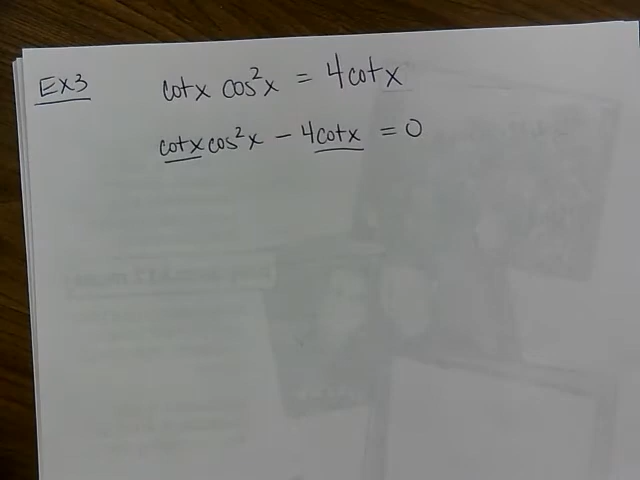 Ex3 cotx cos²x = 4cotx
cotx cos²x - 4cotx = 0